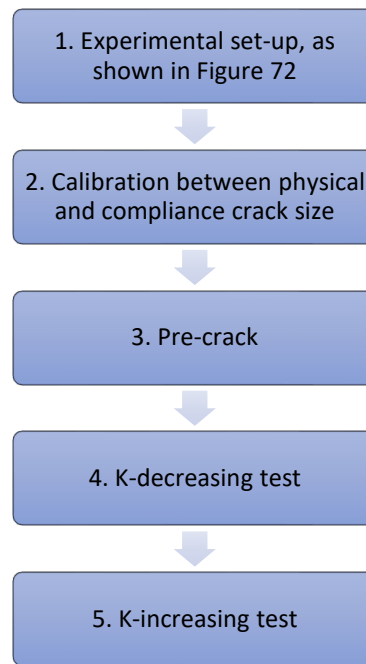 1. Experimental set-up, as
shown in Figure 72
2. Calibration between physical
and compliance crack size
3. Pre-crack
4. K-decreasing test
5. K-increasing test